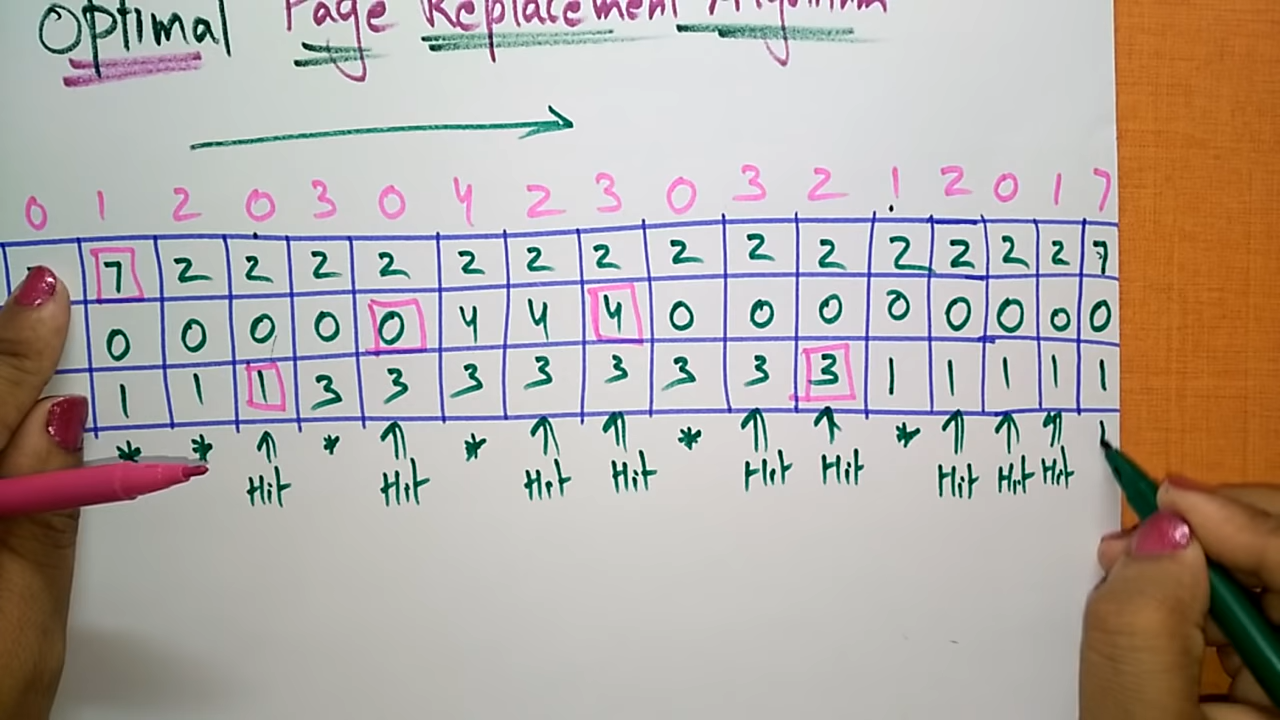 Optimal Page Replacement Algorithm
0 1 2 0 3 0 4 2 3 0 3 2 1 2 0 1 7
7 2 2 2 2 2 2 2 2 2 2 2 2 2 2 7
0 0 0 0 0 4 4 4 0 0 0 0 0 0 0 0
1 1 1 3 3 3 3 3 3 3 3 1 1 1 1 1
* * * * * *
Hit Hit Hit Hit Hit Hit Hit Hit Hit